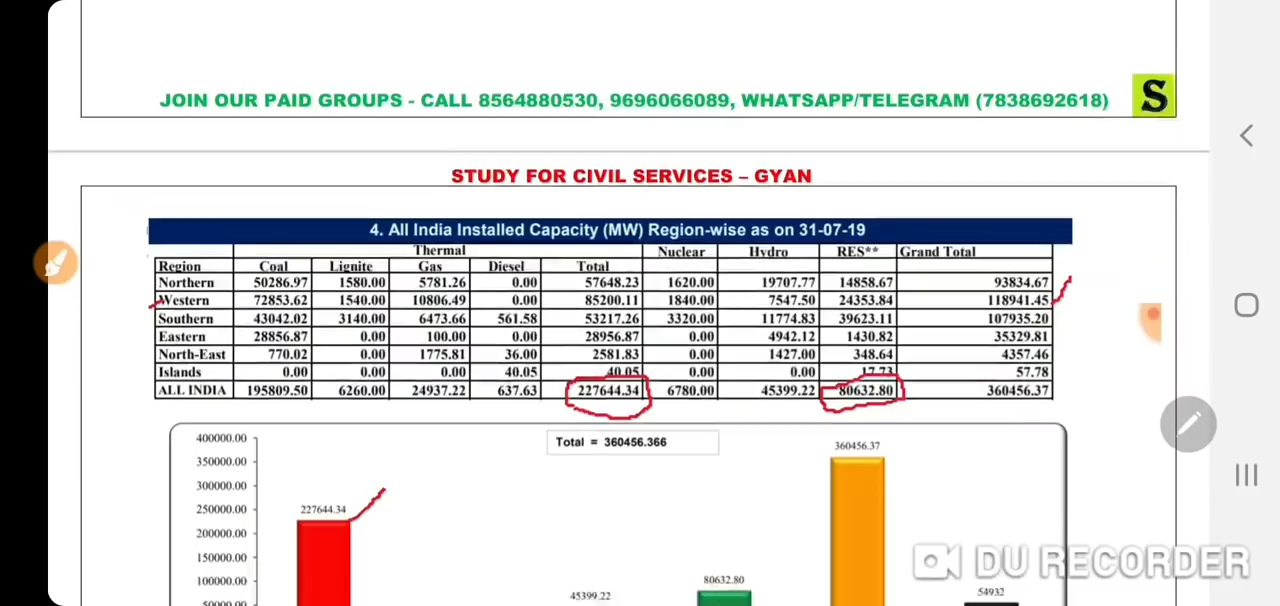 JOIN OUR PAID GROUPS - CALL 8564880530, 9696066089, WHATSAPP/TELEGRAM (7838692618)
S
STUDY FOR CIVIL SERVICES – GYAN
4. All India Installed Capacity (MW) Region-wise as on 31-07-19
Thermal Nuclear Hydro RES** Grand Total
Region Coal Lignite Gas Diesel Total
Northern 50286.97 1580.00 5781.26 0.00 57648.23 1620.00 19707.77 14858.67 93834.67
Western 72853.62 1540.00 10806.49 0.00 85200.11 1840.00 7547.50 24353.84 118941.45
Southern 43042.02 3140.00 6473.66 561.58 53217.26 3320.00 11774.83 39623.11 107935.20
Eastern 28856.87 0.00 100.00 0.00 28956.87 0.00 4942.12 1430.82 35329.81
North-East 770.02 0.00 1775.81 36.00 2581.83 0.00 1427.00 348.64 4357.46
Islands 0.00 0.00 0.00 40.05 40.05 0.00 0.00 17.73 57.78
ALL INDIA 195809.50 6260.00 24937.22 637.63 227644.34 6780.00 45399.22 80632.80 360456.37
Total = 360456.366
400000.00
350000.00
300000.00
250000.00
200000.00
150000.00
100000.00
50000.00
227644.34
45399.22
80632.80
360456.37
54932
DU RECORDER